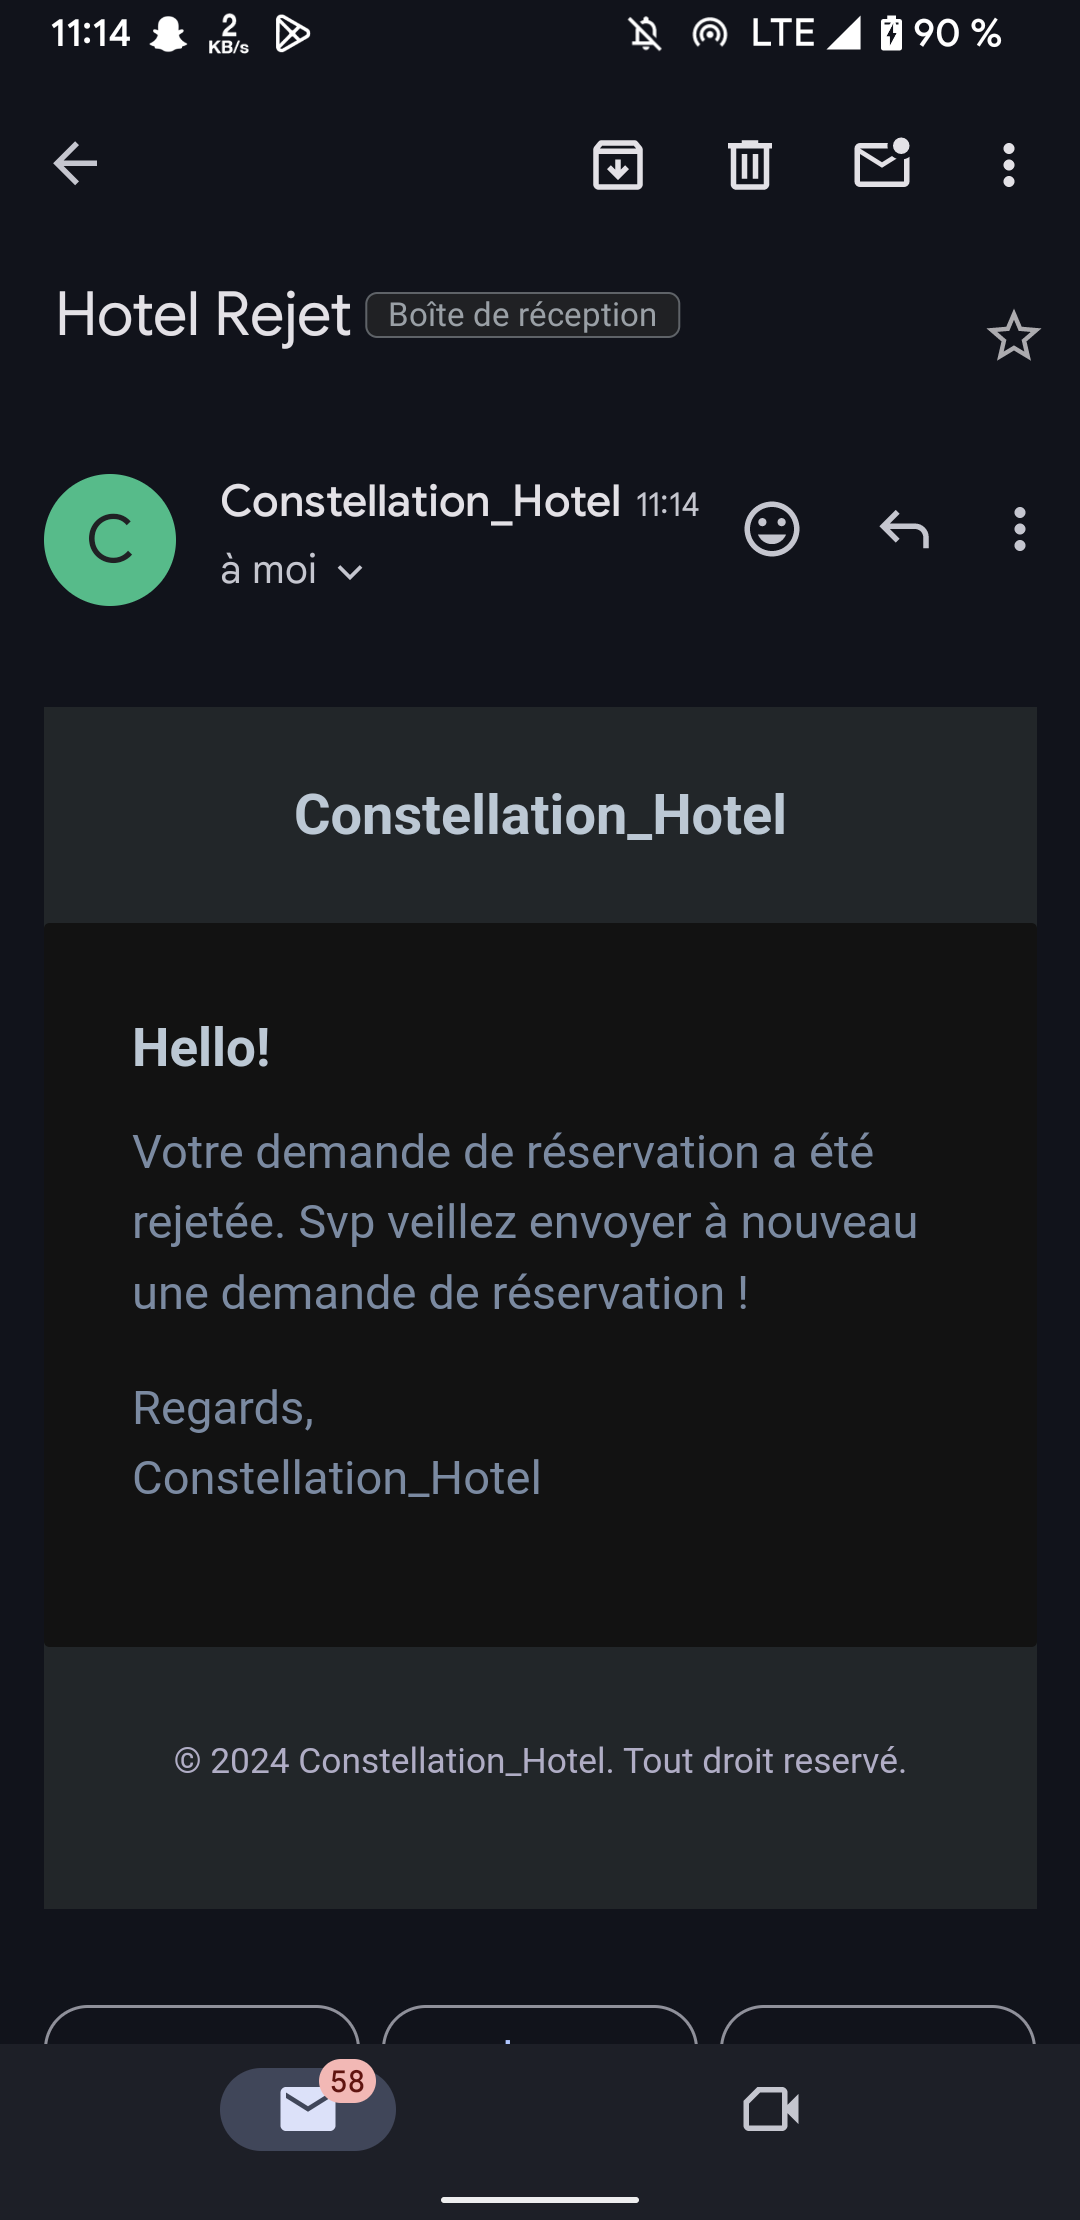 11:14 2 KB/s LTE 90 %
Hotel Rejet Boîte de réception
C
Constellation_Hotel 11:14
à moi
Constellation_Hotel
Hello!
Votre demande de réservation a été
rejetée. Svp veillez envoyer à nouveau
une demande de réservation !
Regards,
Constellation_Hotel
© 2024 Constellation_Hotel. Tout droit reservé.
58